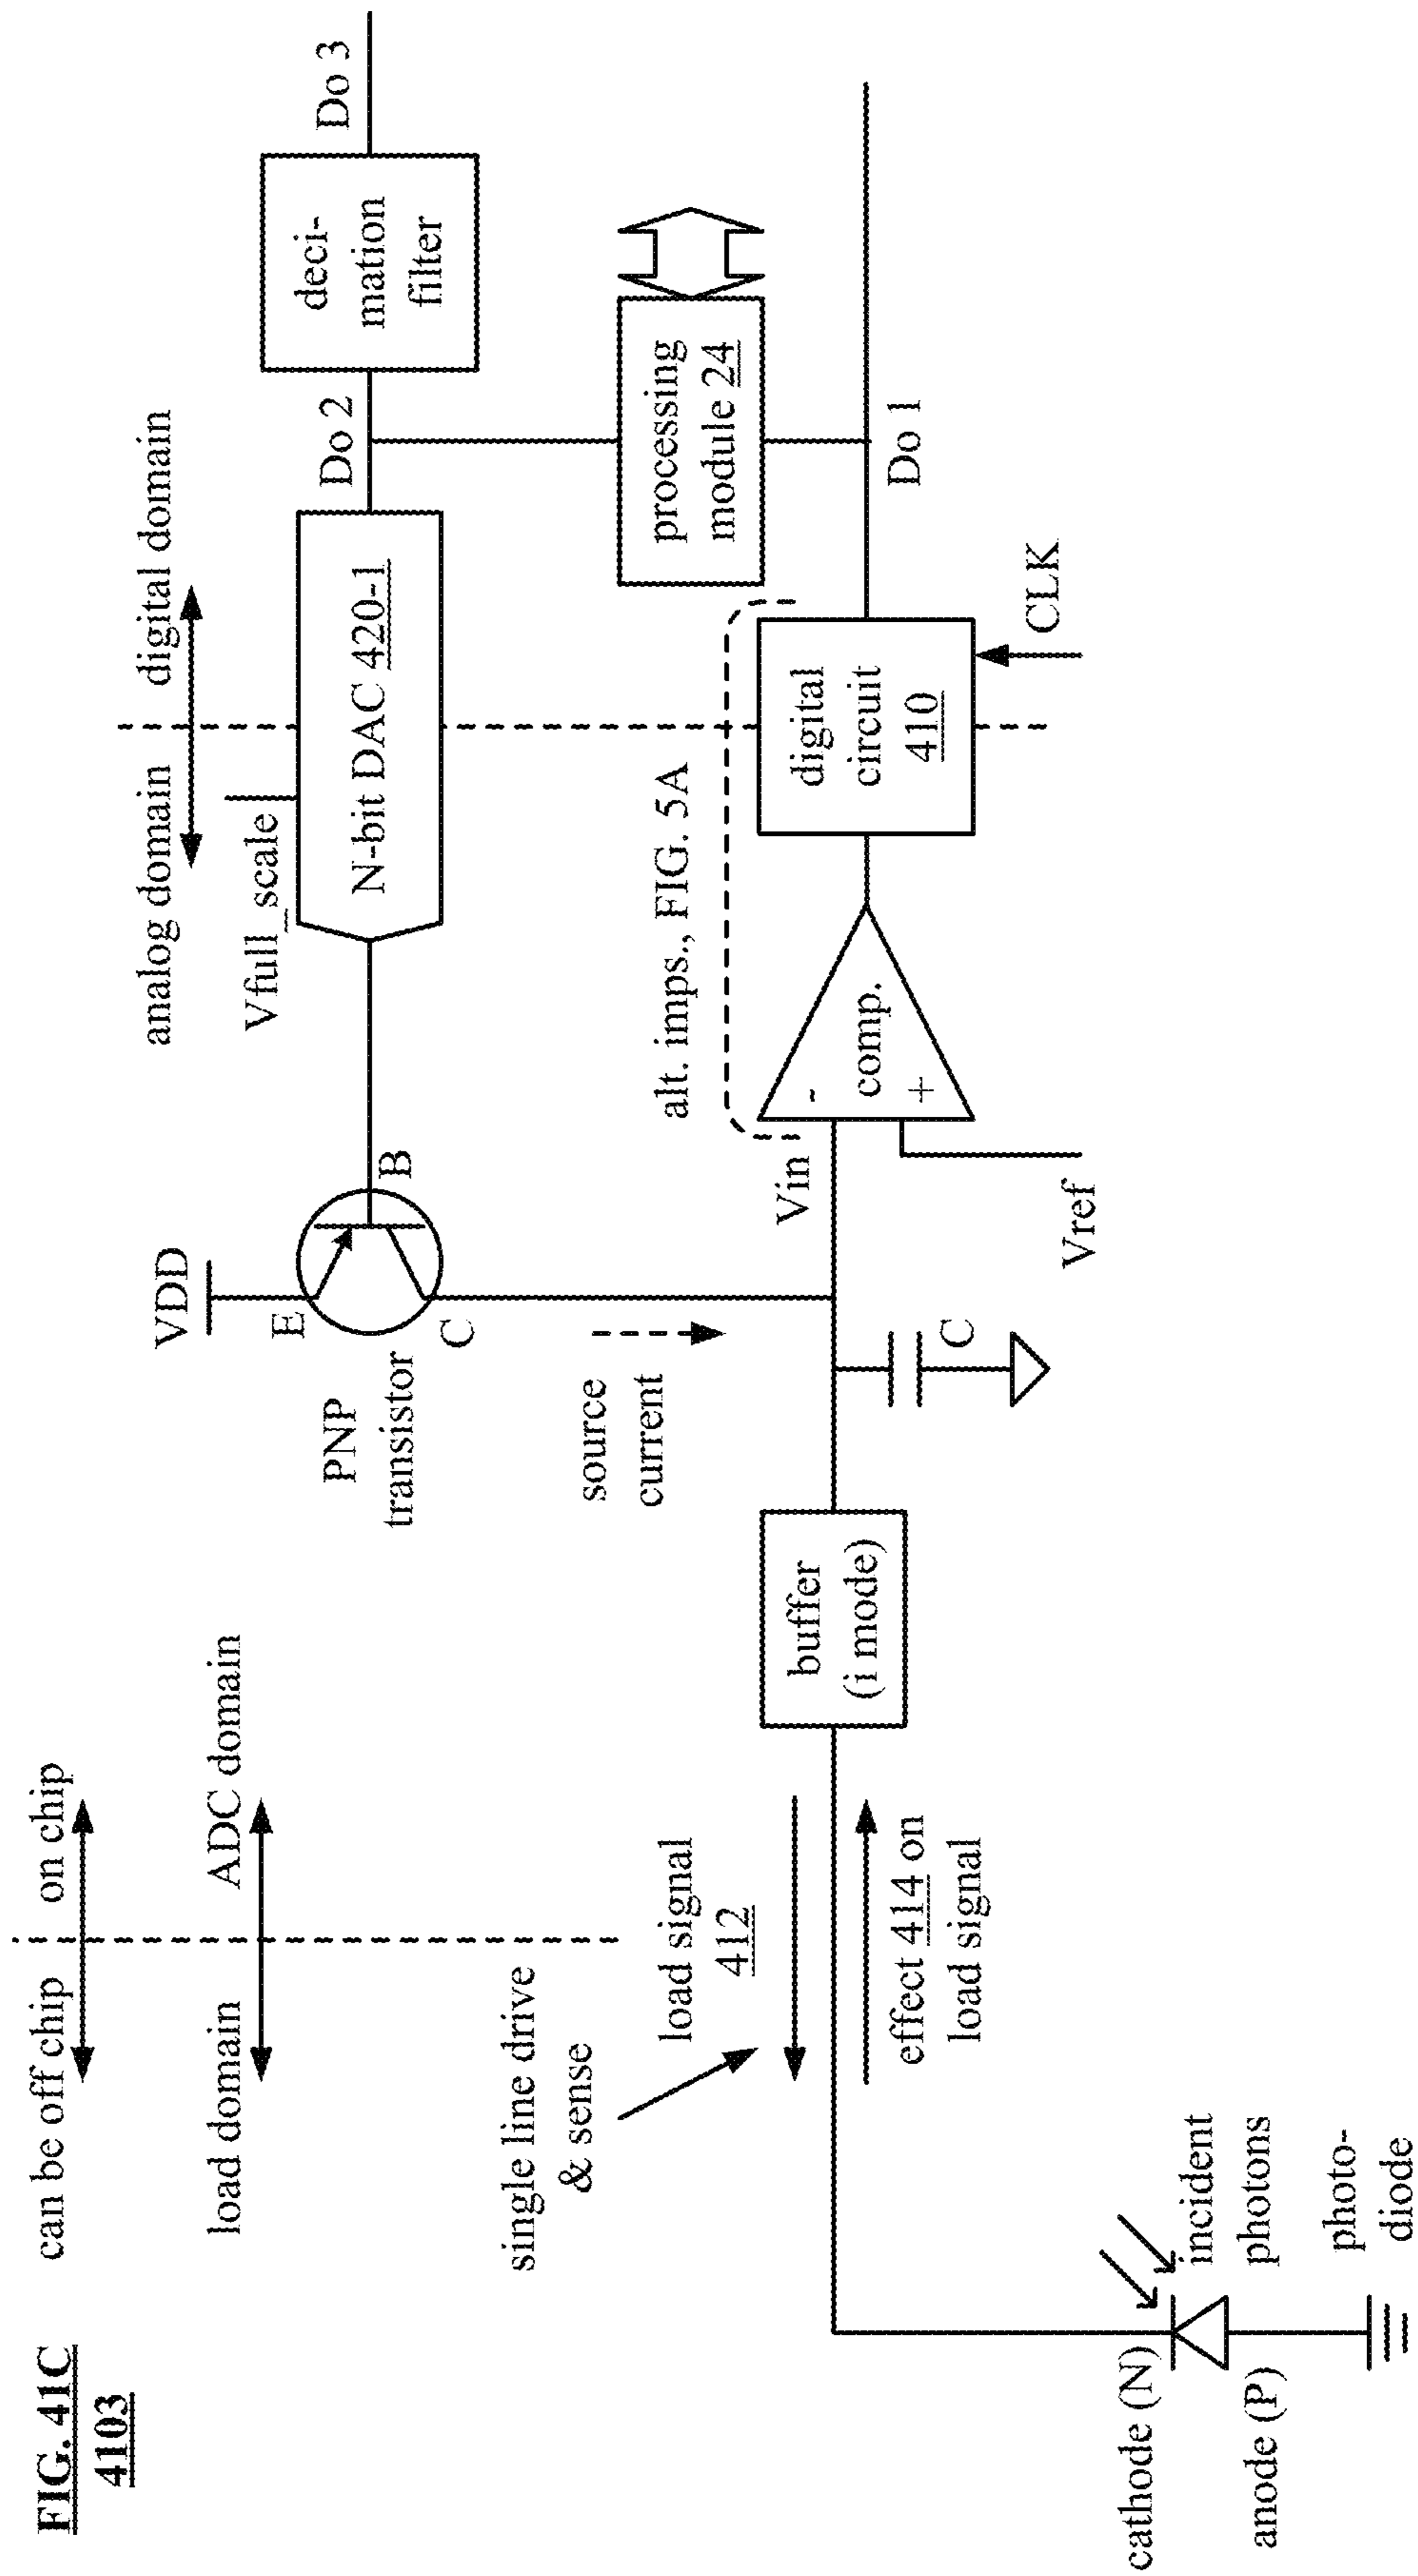 FIG. 41C
4103
can be off chip
on chip
load domain
ADC domain
analog domain
digital domain
VDD
E
B
C
PNP
transistor
Vfull_scale
N-bit DAC 420-1
Do 2
deci-
mation
filter
Do 3
source
current
processing
module 24
single line drive
& sense
load signal
412
effect 414 on
load signal
buffer
(i mode)
C
Vin
Vref
alt. imps., FIG. 5A
-
comp.
+
digital
circuit
410
CLK
Do 1
cathode (N)
anode (P)
incident
photons
photo-
diode